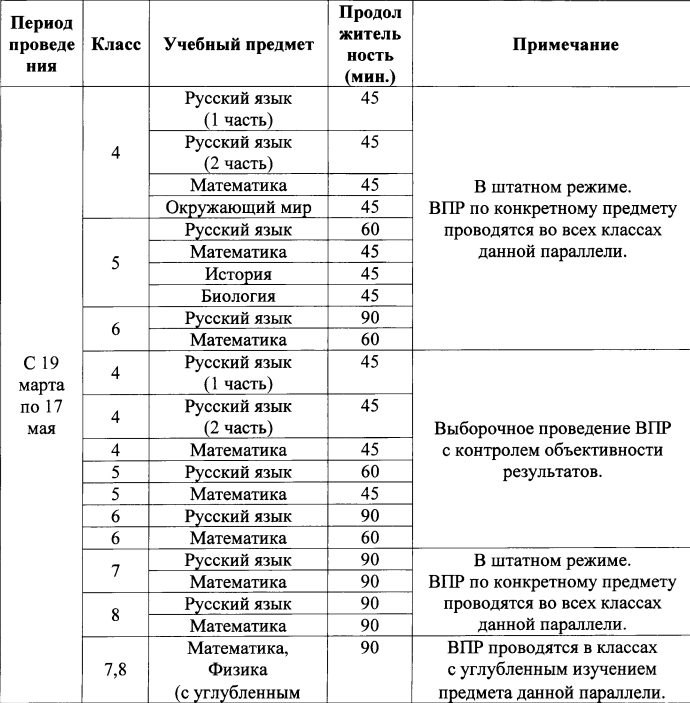 Период
проведе
ния
Класс
Учебный предмет
Продол
житель
ность
(мин.)
Примечание
С 19
марта
по 17
мая
4
Русский язык
(1 часть)
45
Русский язык
(2 часть)
45
Математика
45
Окружающий мир
45
5
Русский язык
60
Математика
45
История
45
Биология
45
6
Русский язык
90
Математика
60
В штатном режиме.
ВПР по конкретному предмету
проводятся во всех классах
данной параллели.
4
Русский язык
(1 часть)
45
4
Русский язык
(2 часть)
45
4
Математика
45
5
Русский язык
60
5
Математика
45
6
Русский язык
90
6
Математика
60
Выборочное проведение ВПР
с контролем объективности
результатов.
7
Русский язык
90
Математика
90
8
Русский язык
90
Математика
90
В штатном режиме.
ВПР по конкретному предмету
проводятся во всех классах
данной параллели.
7,8
Математика,
Физика
(с углубленным
90
ВПР проводятся в классах
с углубленным изучением
предмета данной параллели.